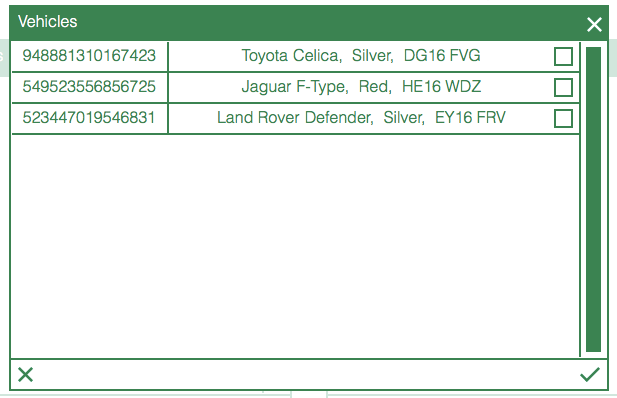 Vehicles
948881310167423 Toyota Celica, Silver, DG16 FVG
549523556856725 Jaguar F-Type, Red, HE16 WDZ
523447019546831 Land Rover Defender, Silver, EY16 FRV